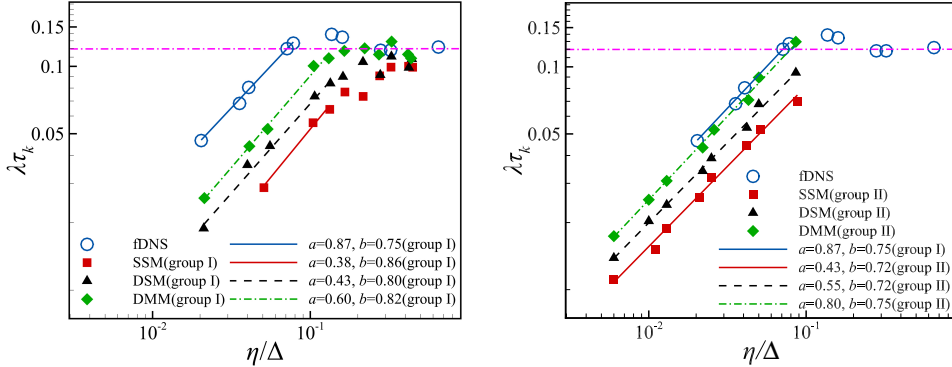 0.15
0.1
0.05
λτk
fDNS
SSM(group I)
DSM(group I)
DMM(group I)
a=0.87, b=0.75(group I)
a=0.38, b=0.86(group I)
a=0.43, b=0.80(group I)
a=0.60, b=0.82(group I)
10-2
10-1
η/Δ
0.15
0.1
0.05
λτk
fDNS
SSM(group II)
DSM(group II)
DMM(group II)
a=0.87, b=0.75(group I)
a=0.43, b=0.72(group II)
a=0.55, b=0.72(group II)
a=0.80, b=0.75(group II)
10-2
10-1
η/Δ